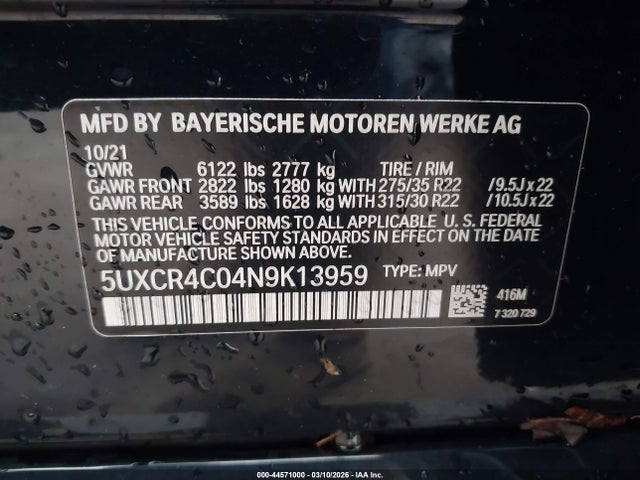 MFD BY BAYERISCHE MOTOREN WERKE AG
10/21
GVWR 6122 lbs 2777 kg TIRE / RIM
GAWR FRONT 2822 lbs 1280 kg WITH 275/35 R22 /9.5J x 22
GAWR REAR 3589 lbs 1628 kg WITH 315/30 R22 /10.5J x 22
THIS VEHICLE CONFORMS TO ALL APPLICABLE U. S. FEDERAL
MOTOR VEHICLE SAFETY STANDARDS IN EFFECT ON THE DATE OF
MANUFACTURE SHOWN ABOVE.
5UXCR4C04N9K13959 TYPE: MPV
416M
7 320 729
000-44571000 - 03/10/2026 - IAA Inc.